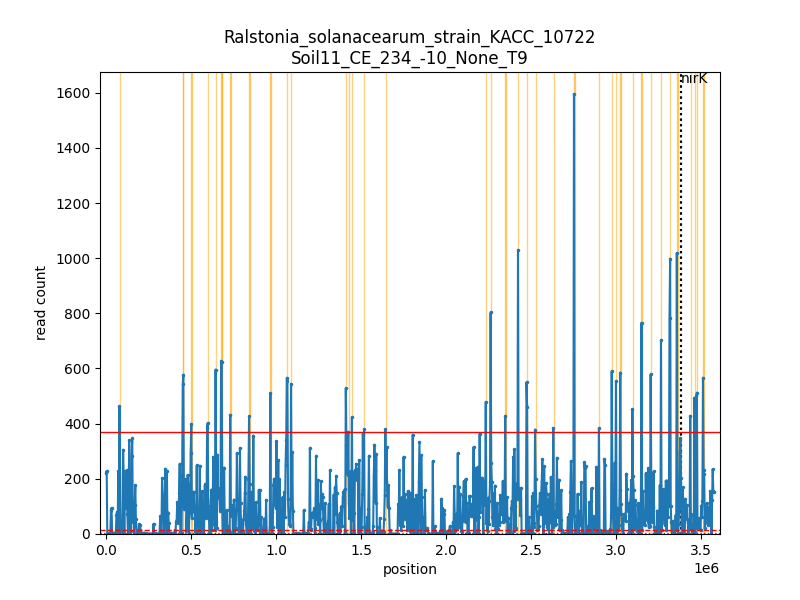 Ralstonia_solanacearum_strain_KACC_10722
Soil11_CE_234_-10_None_T9
nirK
1600
1400
1200
1000
800
600
400
200
0
read count
0.0 0.5 1.0 1.5 2.0 2.5 3.0 3.5
1e6
position